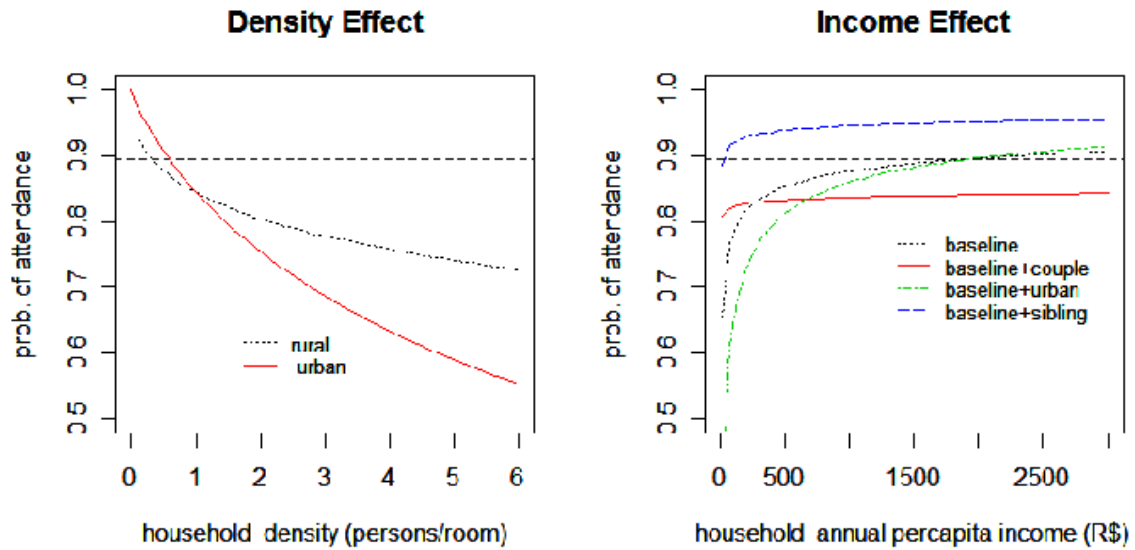 Density Effect
prob. of attendance
1.0
0.9
0.8
0.7
0.6
0.5
rural
urban
0 1 2 3 4 5 6
household density (persons/room)
Income Effect
prob. of attendance
1.0
0.9
0.8
0.7
0.6
0.5
baseline
baseline+couple
baseline+urban
baseline+sibling
0 500 1500 2500
household annual percapita income (R$)